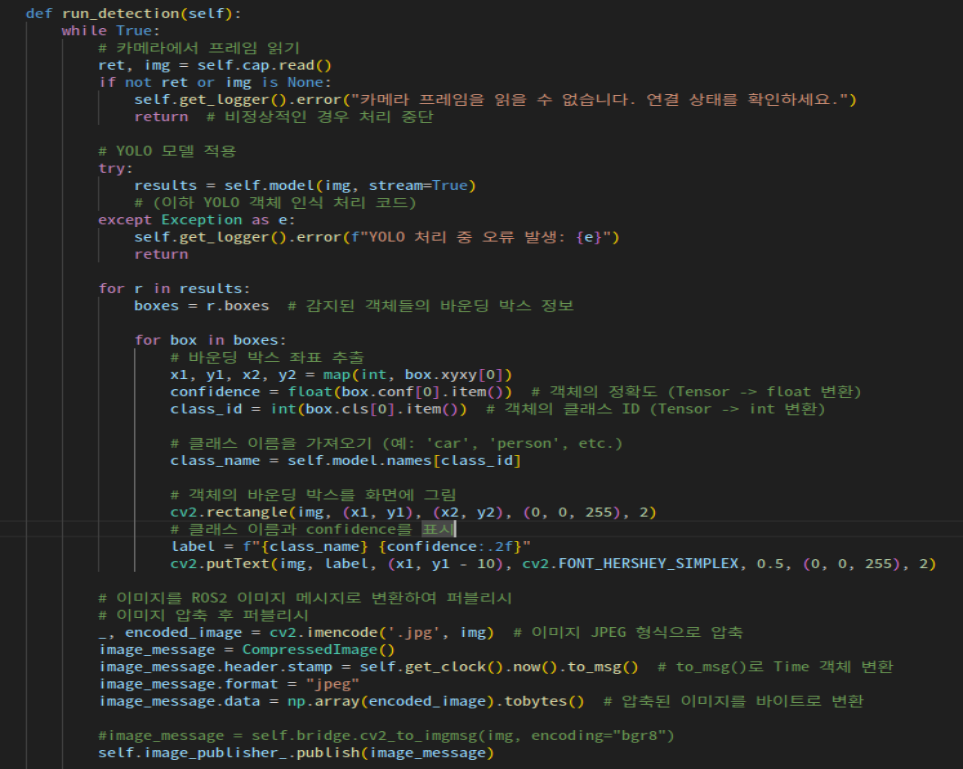 def run_detection(self):
while True:
# 카메라에서 프레임 읽기
ret, img = self.cap.read()
if not ret or img is None:
self.get_logger().error("카메라 프레임을 읽을 수 없습니다. 연결 상태를 확인하세요.")
return  # 비정상적인 경우 처리 중단
# YOLO 모델 적용
try:
results = self.model(img, stream=True)
# (이하 YOLO 객체 인식 처리 코드)
except Exception as e:
self.get_logger().error(f"YOLO 처리 중 오류 발생: {e}")
return
for r in results:
boxes = r.boxes  # 감지된 객체들의 바운딩 박스 정보
for box in boxes:
# 바운딩 박스 좌표 추출
x1, y1, x2, y2 = map(int, box.xyxy[0])
confidence = float(box.conf[0].item())  # 객체의 정확도 (Tensor -> float 변환)
class_id = int(box.cls[0].item())  # 객체의 클래스 ID (Tensor -> int 변환)
# 클래스 이름을 가져오기 (예: 'car', 'person', etc.)
class_name = self.model.names[class_id]
# 객체의 바운딩 박스를 화면에 그림
cv2.rectangle(img, (x1, y1), (x2, y2), (0, 0, 255), 2)
# 클래스 이름과 confidence를 표시
label = f"{class_name} {confidence:.2f}"
cv2.putText(img, label, (x1, y1 - 10), cv2.FONT_HERSHEY_SIMPLEX, 0.5, (0, 0, 255), 2)
# 이미지를 ROS2 이미지 메시지로 변환하여 퍼블리시
# 이미지 압축 후 퍼블리시
_, encoded_image = cv2.imencode('.jpg', img)  # 이미지 JPEG 형식으로 압축
image_message = CompressedImage()
image_message.header.stamp = self.get_clock().now().to_msg()  # to_msg()로 Time 객체 변환
image_message.format = "jpeg"
image_message.data = np.array(encoded_image).tobytes()  # 압축된 이미지를 바이트로 변환
#image_message = self.bridge.cv2_to_imgmsg(img, encoding="bgr8")
self.image_publisher_.publish(image_message)